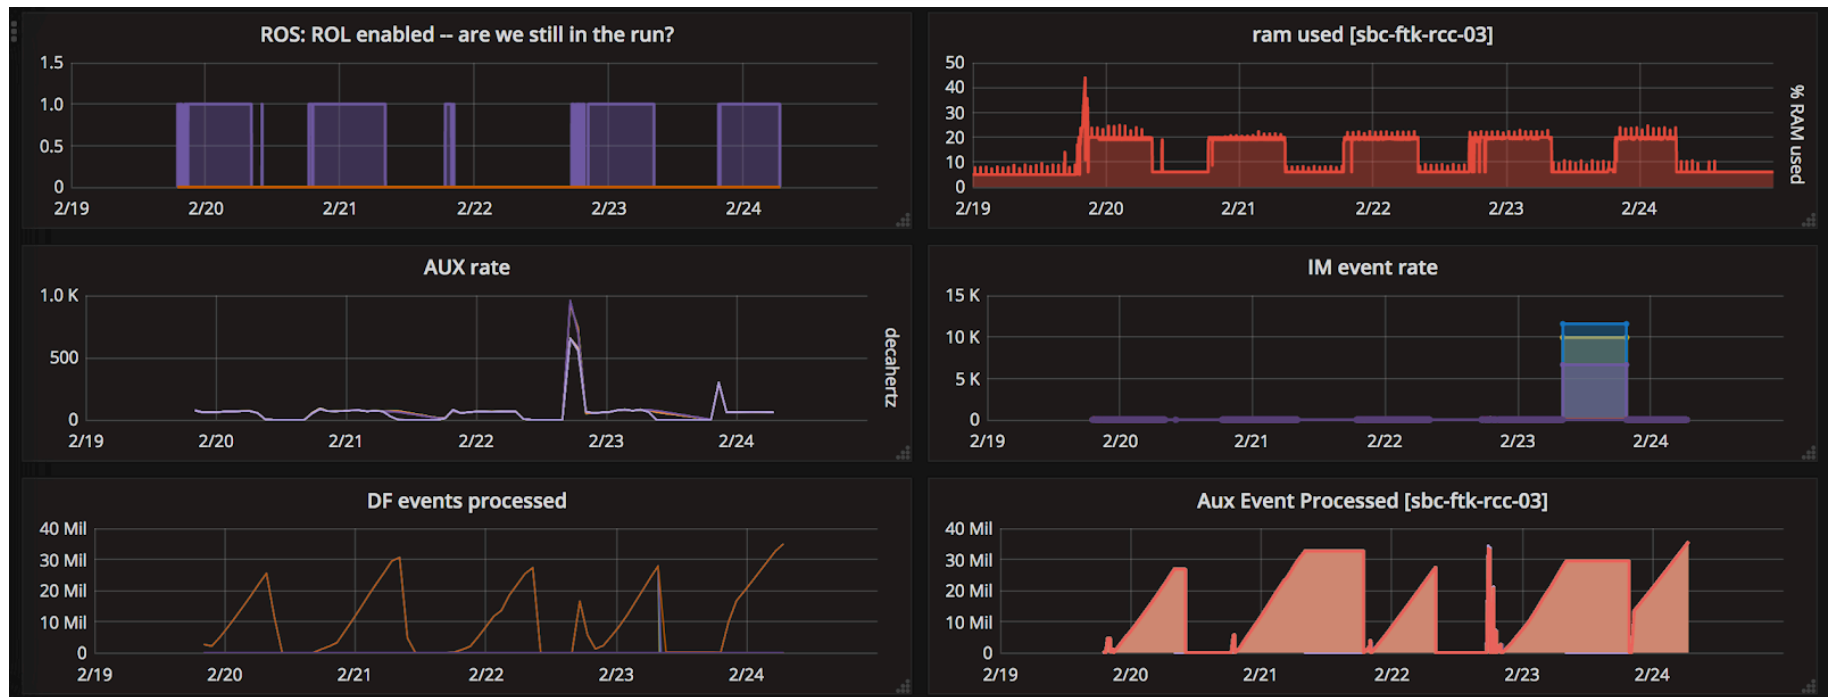 ROS: ROL enabled -- are we still in the run?
1.5
1.0
0.5
0
2/19 2/20 2/21 2/22 2/23 2/24
ram used [sbc-ftk-rcc-03]
50
40
30
20
10
0
% RAM used
2/19 2/20 2/21 2/22 2/23 2/24
AUX rate
1.0 K
500
0
decahertz
2/19 2/20 2/21 2/22 2/23 2/24
IM event rate
15 K
10 K
5 K
0
2/19 2/20 2/21 2/22 2/23 2/24
DF events processed
40 Mil
30 Mil
20 Mil
10 Mil
0
2/19 2/20 2/21 2/22 2/23 2/24
Aux Event Processed [sbc-ftk-rcc-03]
40 Mil
30 Mil
20 Mil
10 Mil
0
2/19 2/20 2/21 2/22 2/23 2/24